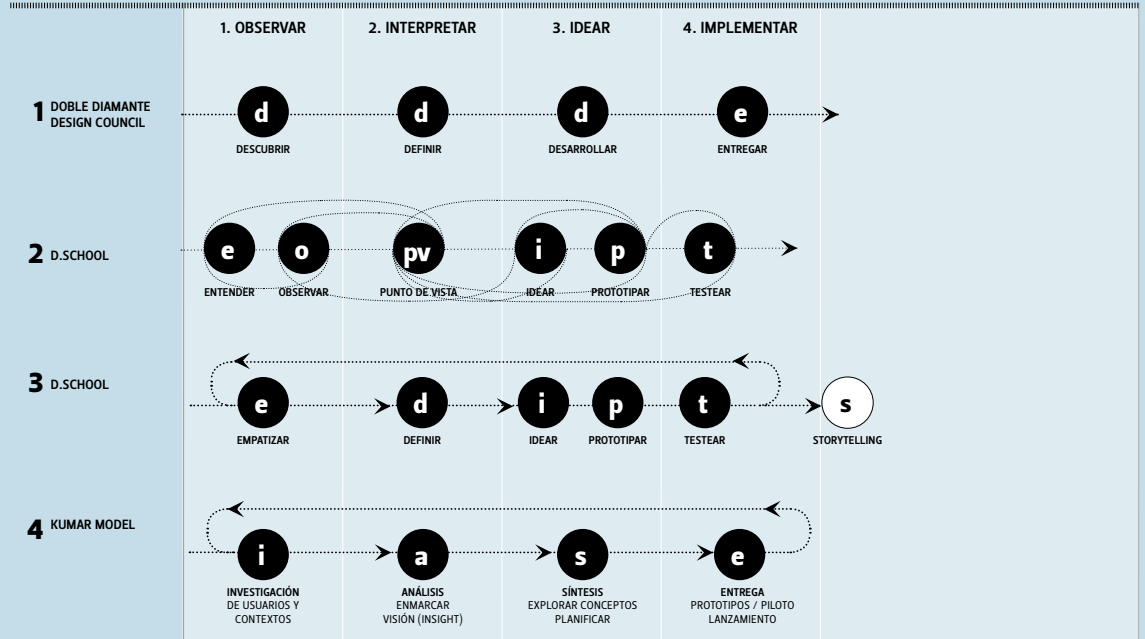 1. OBSERVAR 2. INTERPRETAR 3. IDEAR 4. IMPLEMENTAR
1 DOBLE DIAMANTE
DESIGN COUNCIL
d d d e
DESCUBRIR DEFINIR DESARROLLAR ENTREGAR
2 D.SCHOOL
e o pv i p t
ENTENDER OBSERVAR PUNTO DE VISTA IDEAR PROTOTIPAR TESTEAR
3 D.SCHOOL
e d i p t s
EMPATIZAR DEFINIR IDEAR PROTOTIPAR TESTEAR STORYTELLING
4 KUMAR MODEL
i a s e
INVESTIGACIÓN
DE USUARIOS Y
CONTEXTOS
ANÁLISIS
ENMARCAR
VISIÓN (INSIGHT)
SÍNTESIS
EXPLORAR CONCEPTOS
PLANIFICAR
ENTREGA
PROTOTIPOS / PILOTO
LANZAMIENTO